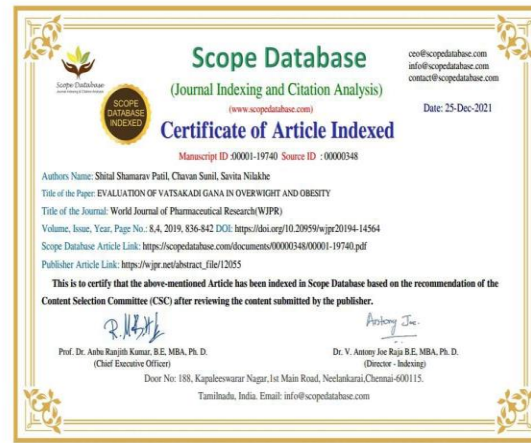 Scope Database
Journal Indexing and Citation Analysis
SCOPE
DATABASE
INDEXED
Scope Database
(Journal Indexing and Citation Analysis)
(www.scopedatabase.com)
Certificate of Article Indexed
ceo@scopedatabase.com
info@scopedatabase.com
contact@scopedatabase.com
Date: 25-Dec-2021
Manuscript ID :00001-19740 Source ID : 00000348
Authors Name: Shital Shamarav Patil, Chavan Sunil, Savita Nilakhe
Title of the Paper: EVALUATION OF VATSAKADI GANA IN OVERWIGHT AND OBESITY
Title of the Journal: World Journal of Pharmaceutical Research(WJPR)
Volume, Issue, Year, Page No.: 8,4, 2019, 836-842 DOI: https://doi.org/10.20959/wjpr20194-14564
Scope Database Article Link: https://scopedatabase.com/documents/00000348/00001-19740.pdf
Publisher Article Link: https://wjpr.net/abstract_file/12055
This is to certify that the above-mentioned Article has been indexed in Scope Database based on the recommendation of the
Content Selection Committee (CSC) after reviewing the content submitted by the publisher.
Antony Joe.
Prof. Dr. Anbu Ranjith Kumar, B.E, MBA, Ph. D.
(Chief Executive Officer)
Dr. V. Antony Joe Raja B.E, MBA, Ph. D.
(Director - Indexing)
Door No: 188, Kapaleeswarar Nagar,1st Main Road, Neelankarai,Chennai-600115.
Tamilnadu, India. Email: info@scopedatabase.com